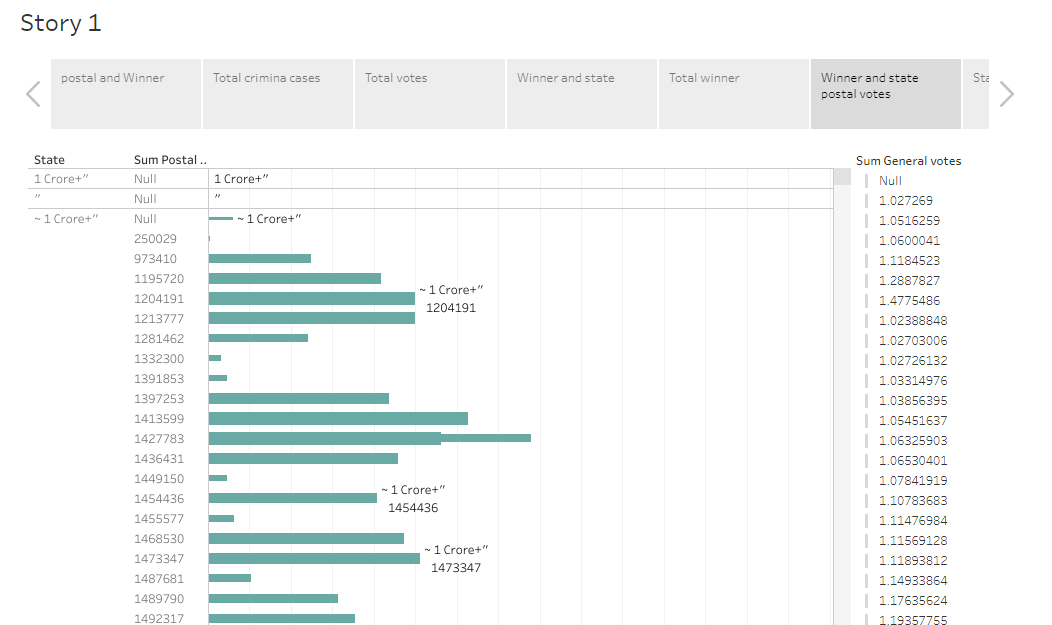 Story 1
postal and Winner
Total crimina cases
Total votes
Winner and state
Total winner
Winner and state
postal votes
Sta
State
Sum Postal ..
Sum General votes
1 Crore+”
Null
1 Crore+”
”
Null
”
~ 1 Crore+”
Null
~ 1 Crore+”
250029
973410
1195720
~ 1 Crore+”
1204191
1204191
1213777
1281462
1332300
1391853
1397253
1413599
1427783
1436431
1449150
~ 1 Crore+”
1454436
1454436
1455577
1468530
~ 1 Crore+”
1473347
1473347
1487681
1489790
1492317
Null
1.027269
1.0516259
1.0600041
1.1184523
1.2887827
1.4775486
1.02388848
1.02703006
1.02726132
1.03314976
1.03856395
1.05451637
1.06325903
1.06530401
1.07841919
1.10783683
1.11476984
1.11569128
1.11893812
1.14933864
1.17635624
1.19357755